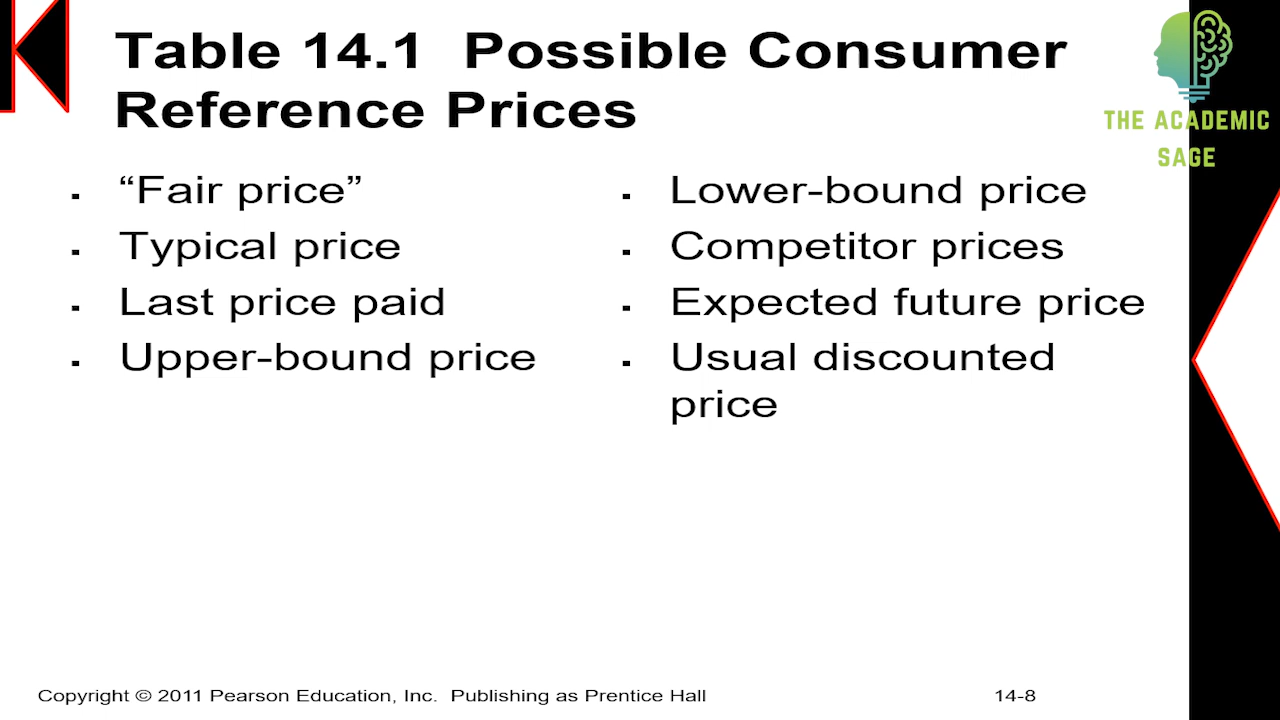 Table 14.1 Possible Consumer
Reference Prices
THE ACADEMIC
SAGE
“Fair price”
Typical price
Last price paid
Upper-bound price
Lower-bound price
Competitor prices
Expected future price
Usual discounted
price
Copyright © 2011 Pearson Education, Inc. Publishing as Prentice Hall
14-8